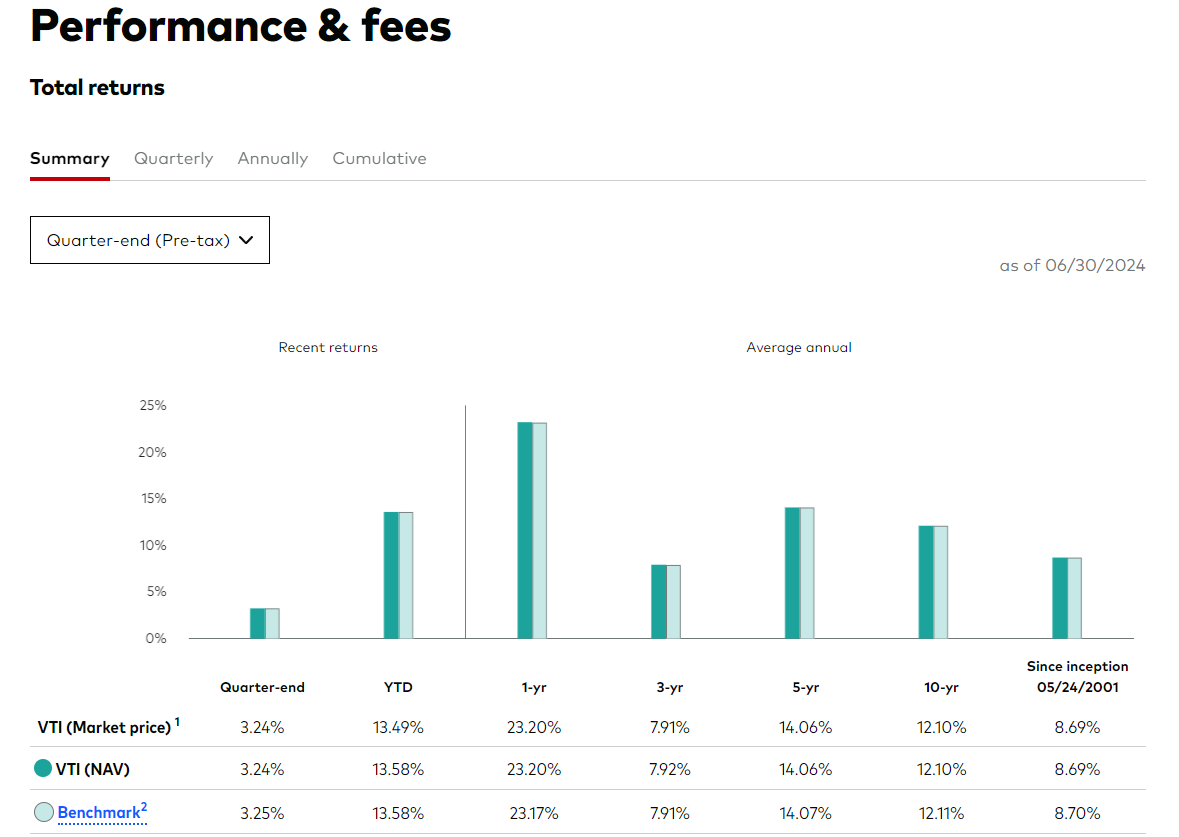 Performance & fees
Total returns
Summary Quarterly Annually Cumulative
Quarter-end (Pre-tax)
as of 06/30/2024
Recent returns Average annual
25%
20%
15%
10%
5%
0%
Since inception
Quarter-end YTD 1-yr 3-yr 5-yr 10-yr 05/24/2001
VTI (Market price) 1 3.24% 13.49% 23.20% 7.91% 14.06% 12.10% 8.69%
VTI (NAV) 3.24% 13.58% 23.20% 7.92% 14.06% 12.10% 8.69%
Benchmark2 3.25% 13.58% 23.17% 7.91% 14.07% 12.11% 8.70%